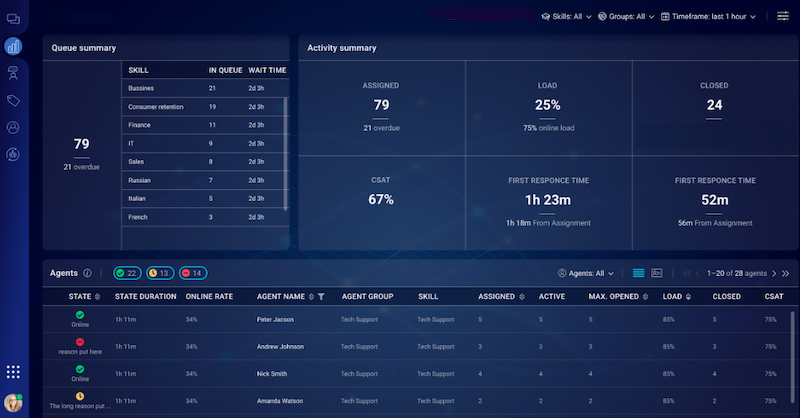 Skills: All Groups: All Timeframe: last 1 hour
Queue summary
79
21 overdue
SKILL IN QUEUE WAIT TIME
Bussines 21 2d 3h
Consumer retention 19 2d 3h
Finance 11 2d 3h
IT 9 2d 3h
Sales 8 2d 3h
Russian 7 2d 3h
Italian 5 2d 3h
French 3 2d 3h
Activity summary
ASSIGNED
79
21 overdue
LOAD
25%
75% online load
CLOSED
24
CSAT
67%
FIRST RESPONCE TIME
1h 23m
1h 18m From Assignment
FIRST RESPONCE TIME
52m
56m From Assignment
Agents 22 13 14 Agents: All 1–20 of 28 agents
STATE STATE DURATION ONLINE RATE AGENT NAME AGENT GROUP SKILL ASSIGNED ACTIVE MAX. OPENED LOAD CLOSED CSAT
Online 1h 11m 34% Peter Jacson Tech Support Tech Support 5 5 5 85% 5 75%
reason put here 1h 11m 34% Andrew Johnson Tech Support Tech Support 3 3 3 85% 3 75%
Online 1h 11m 34% Nick Smith Tech Support Tech Support 4 4 4 85% 4 75%
The long reason put ... 1h 11m 34% Amanda Watson Tech Support Tech Support 2 2 2 85% 2 75%